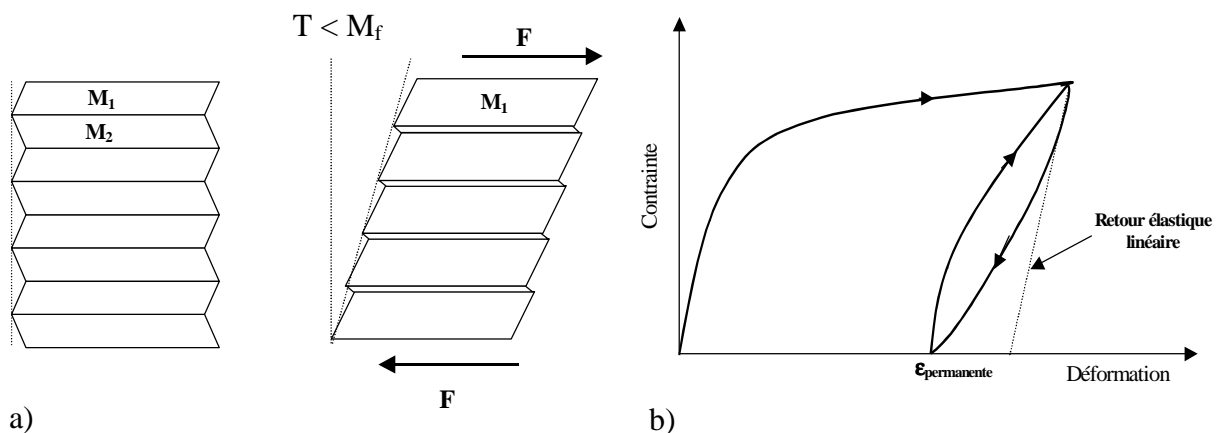 T < Mf
F
M1
M2
M1
F
a)
Contrainte
Retour élastique
linéaire
εpermanente
Déformation
b)